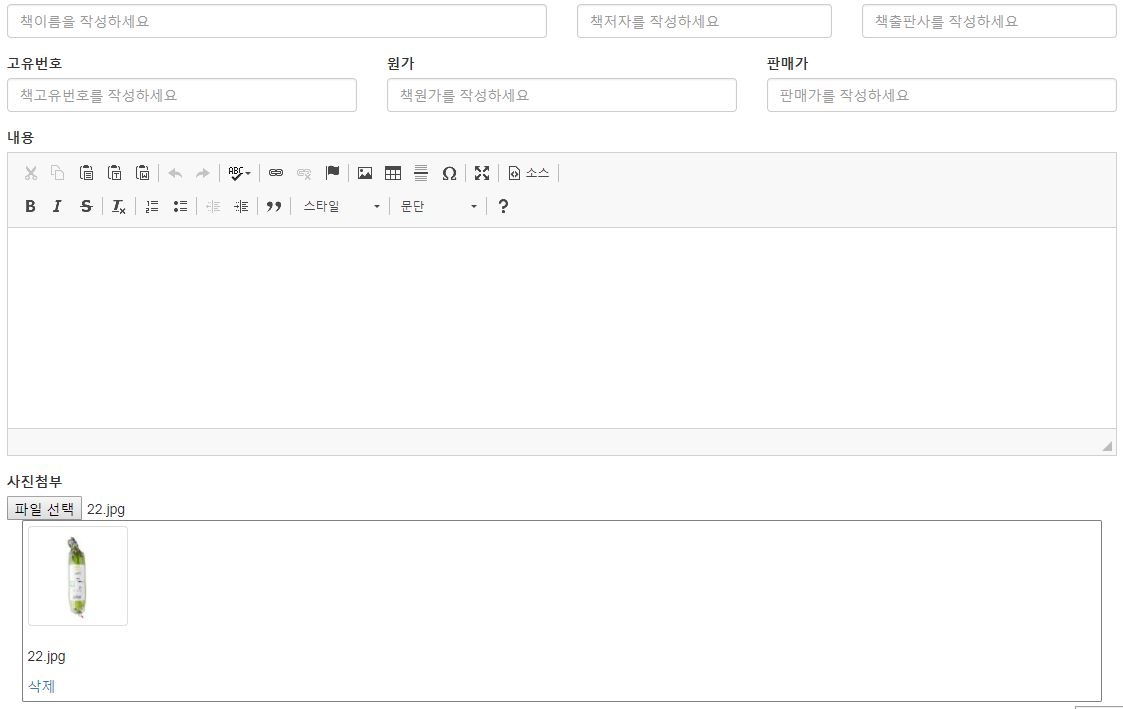 책이름을 작성하세요 책저자를 작성하세요 책출판사를 작성하세요
고유번호 원가 판매가
책고유번호를 작성하세요 책원가를 작성하세요 판매가를 작성하세요
내용
ABC Ω 소스
B I S Tx 스타일 문단 ?
사진첨부
파일 선택 22.jpg
22.jpg
삭제